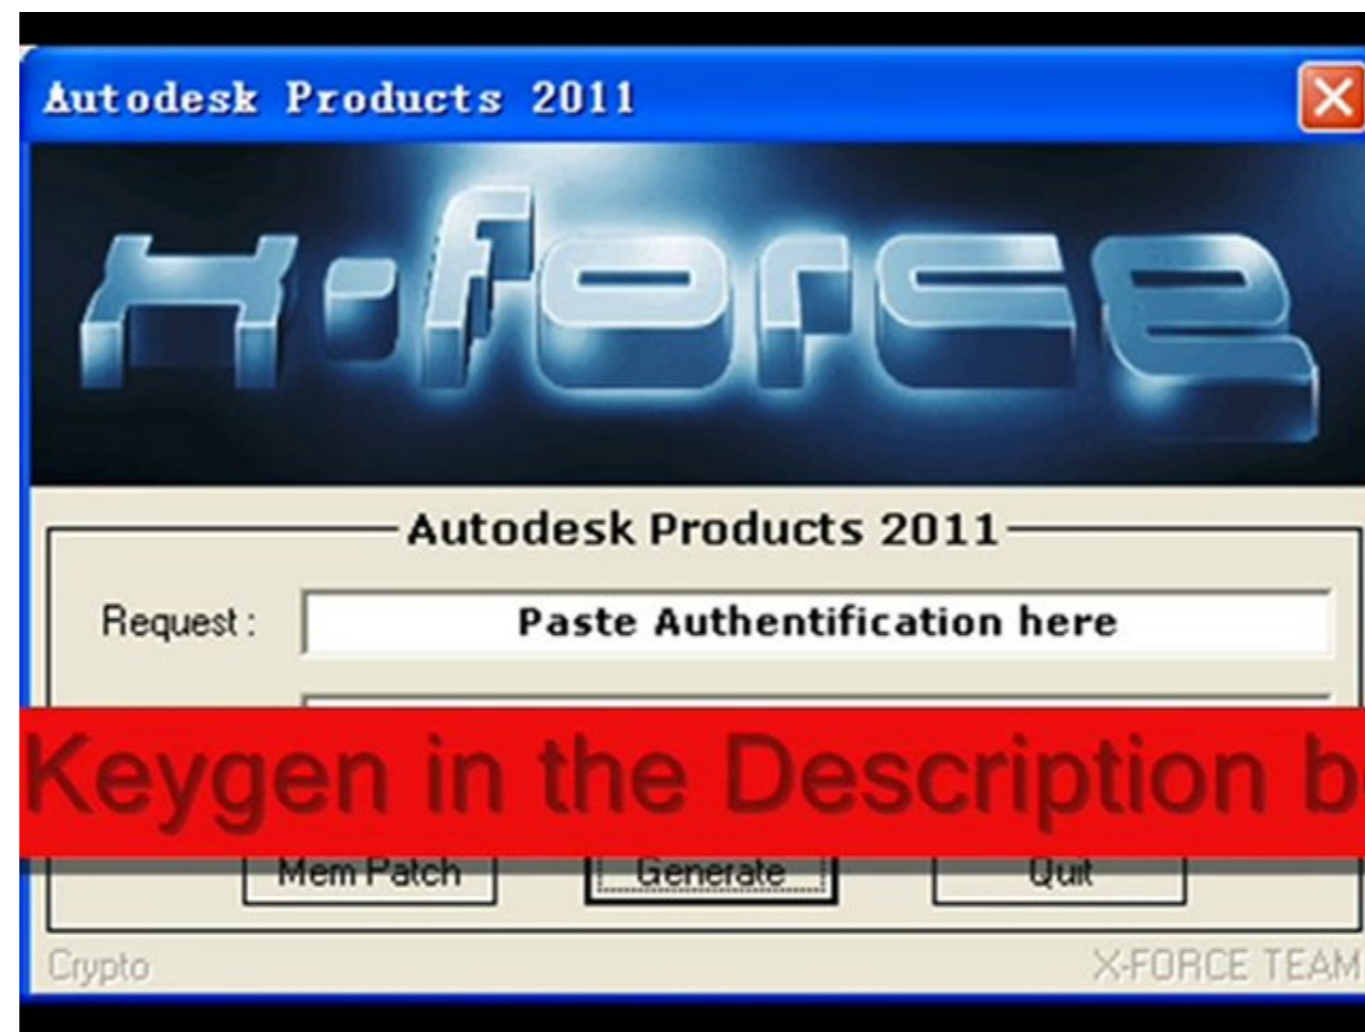 Autodesk Products 2011
x-force
Autodesk Products 2011
Request :
Paste Authentification here
Keygen in the Description b
Mem Patch
Generate
Quit
Crypto
X-FORCE TEAM